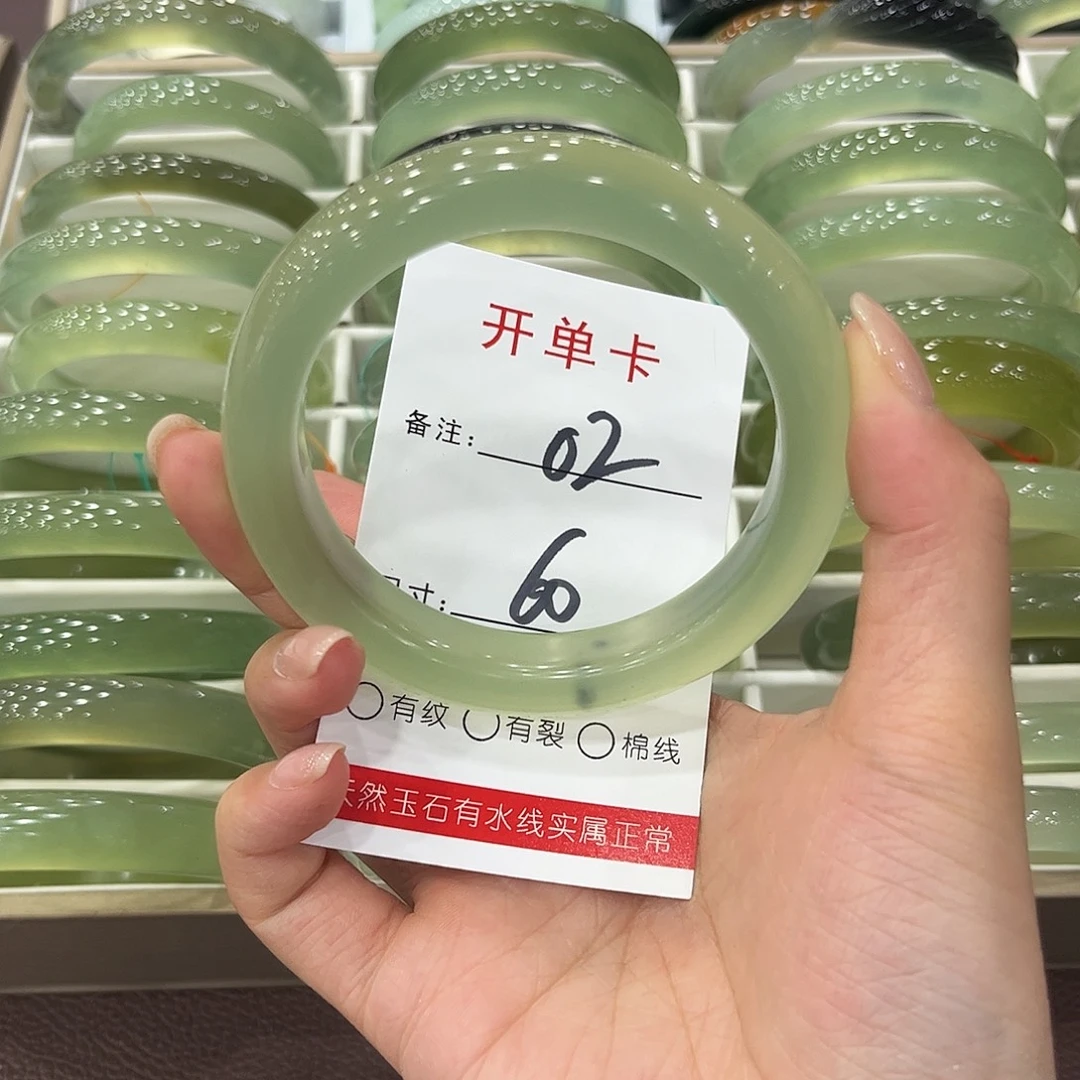 开单卡
备注: 02
寸: 60
○有纹 ○有裂 ○棉线
天然玉石有水线实属正常